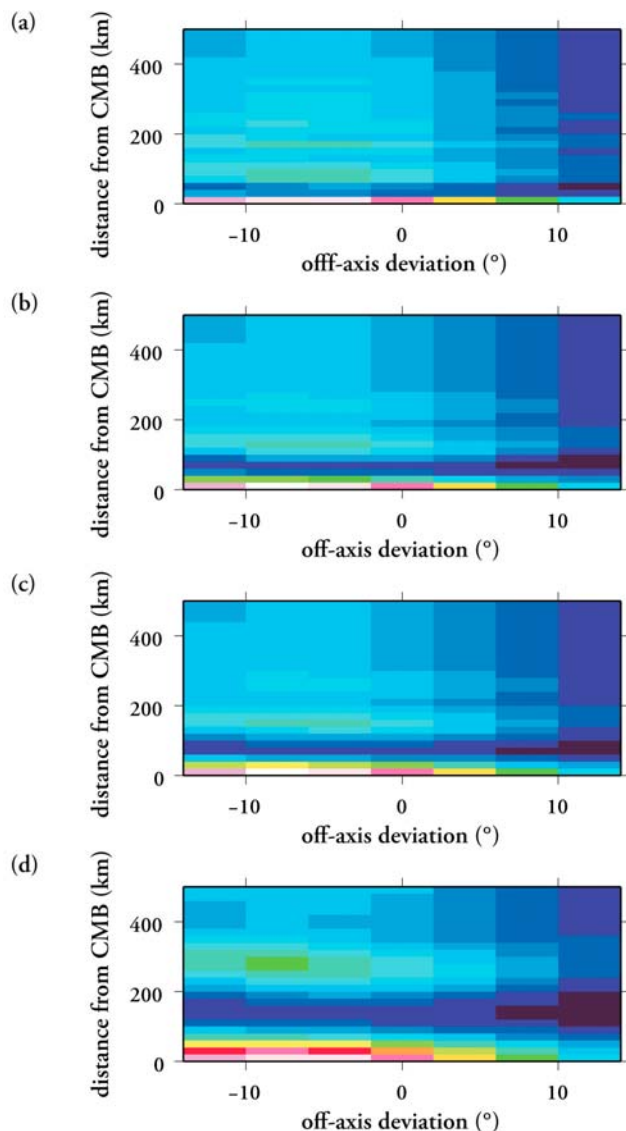 (a)
distance from CMB (km)
400
200
0
−10 0 10
offf-axis deviation (°)
(b)
distance from CMB (km)
400
200
0
−10 0 10
off-axis deviation (°)
(c)
distance from CMB (km)
400
200
0
−10 0 10
off-axis deviation (°)
(d)
distance from CMB (km)
400
200
0
−10 0 10
off-axis deviation (°)